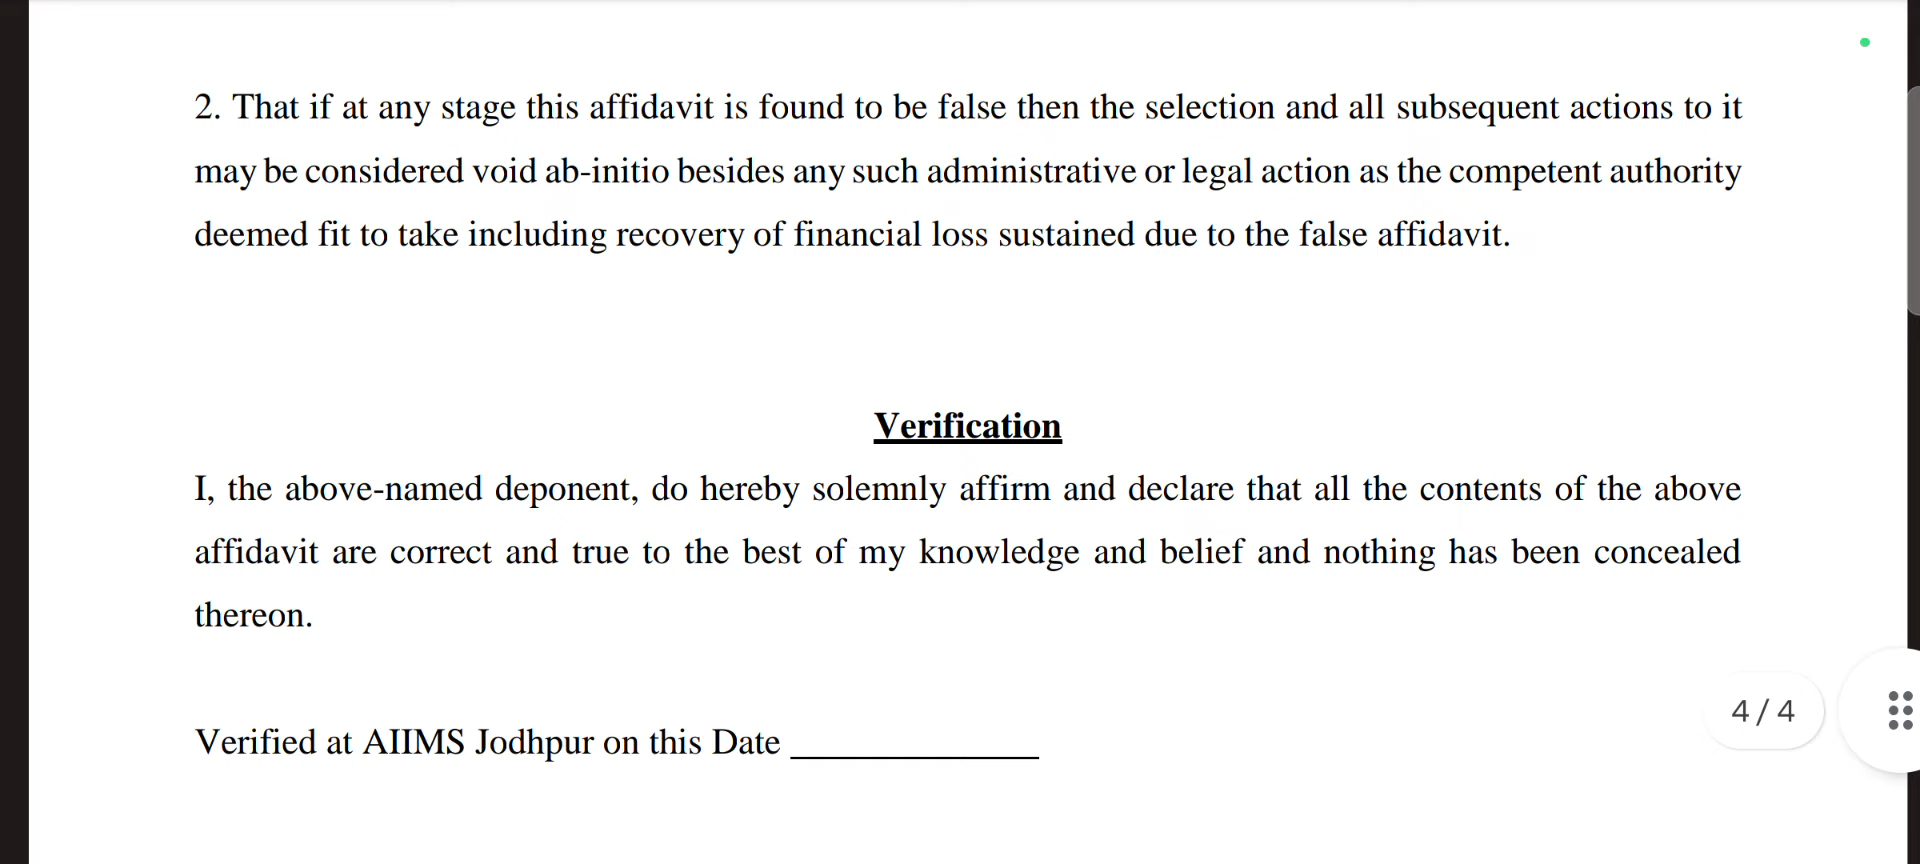 2. That if at any stage this affidavit is found to be false then the selection and all subsequent actions to it
may be considered void ab-initio besides any such administrative or legal action as the competent authority
deemed fit to take including recovery of financial loss sustained due to the false affidavit.
Verification
I, the above-named deponent, do hereby solemnly affirm and declare that all the contents of the above
affidavit are correct and true to the best of my knowledge and belief and nothing has been concealed
thereon.
4 / 4
Verified at AIIMS Jodhpur on this Date ______________